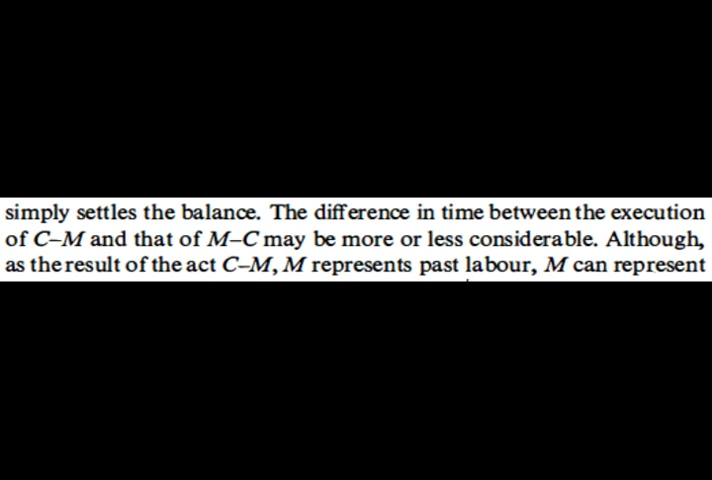 simply settles the balance. The difference in time between the execution
of C–M and that of M–C may be more or less considerable. Although,
as the result of the act C–M, M represents past labour, M can represent